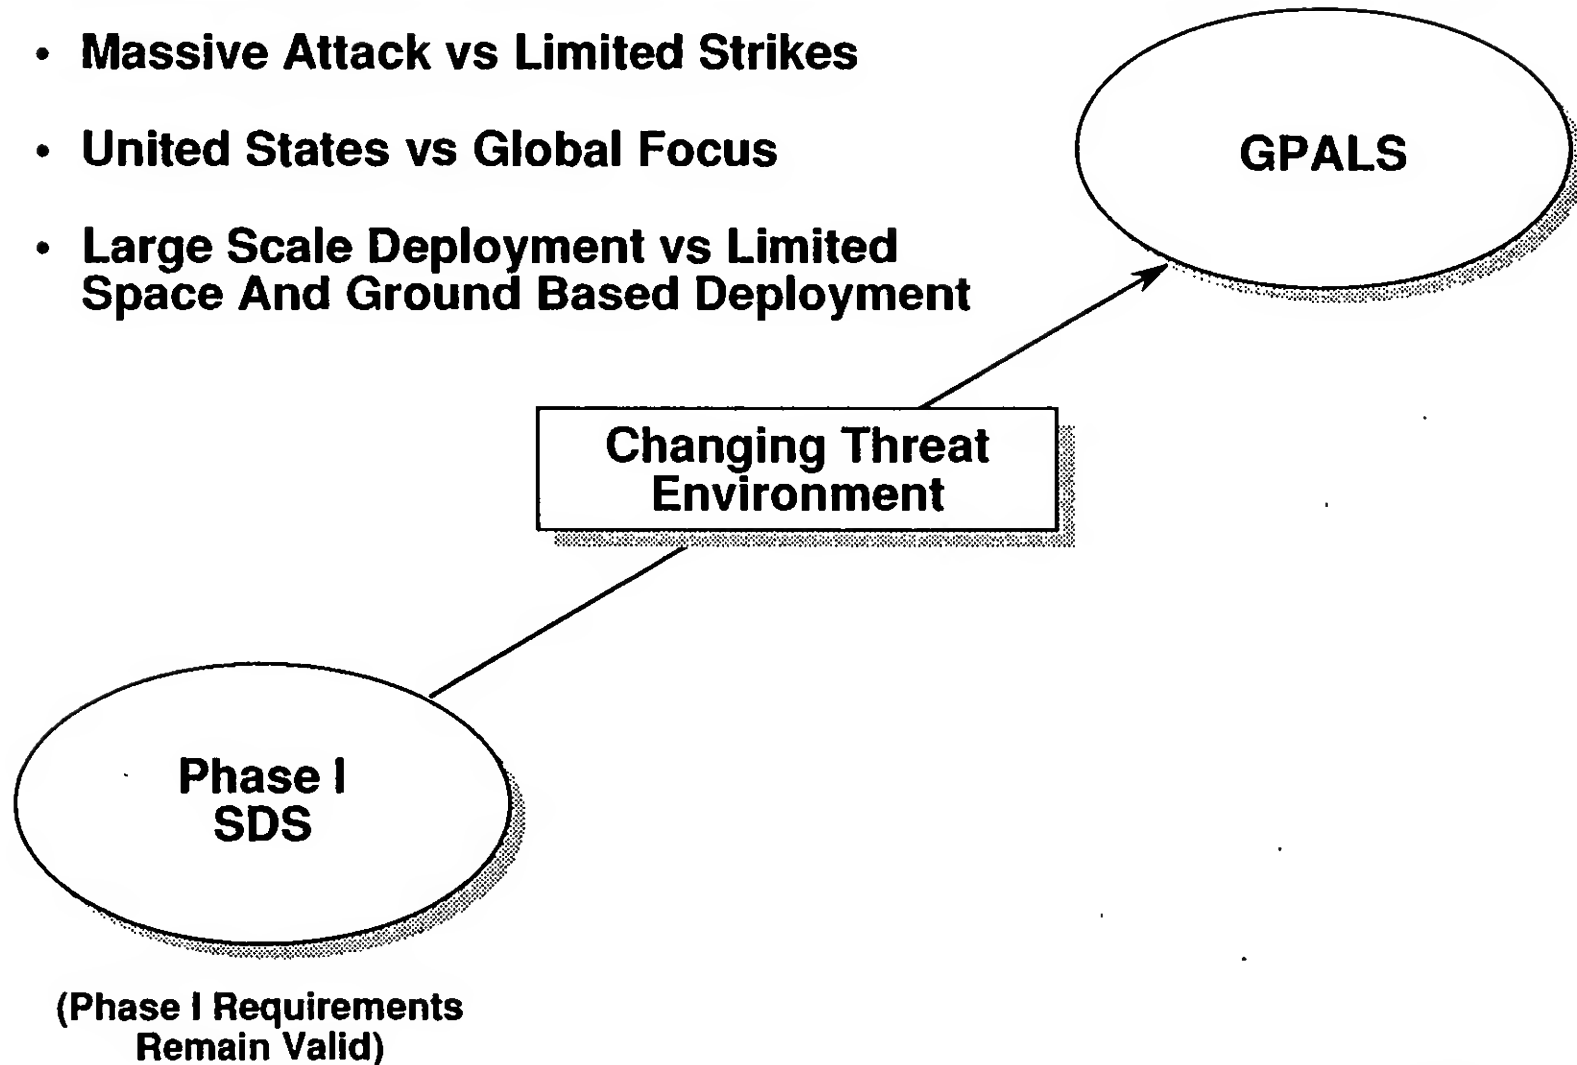 • Massive Attack vs Limited Strikes
• United States vs Global Focus
• Large Scale Deployment vs Limited
Space And Ground Based Deployment
GPALS
Changing Threat
Environment
Phase I
SDS
(Phase I Requirements
Remain Valid)